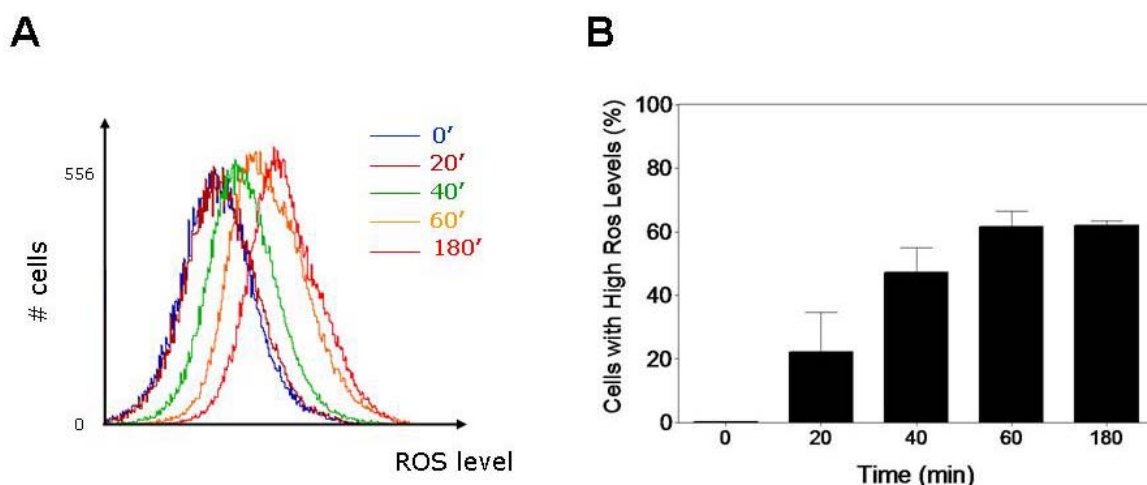 A
556
# cells
0
ROS level
0′
20′
40′
60′
180′
B
Cells with High Ros Levels (%)
100
80
60
40
20
0
0 20 40 60 180
Time (min)